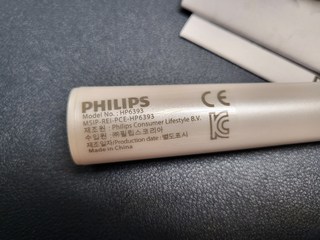 PHILIPS
Model No : HP6393
MSIP-REI-PCE-HP6393
제조원 : Philips Consumer Lifestyle B.V.
수입원 : ㈜필립스코리아
제조일자/Production date : 별도표시
Made in China
CE